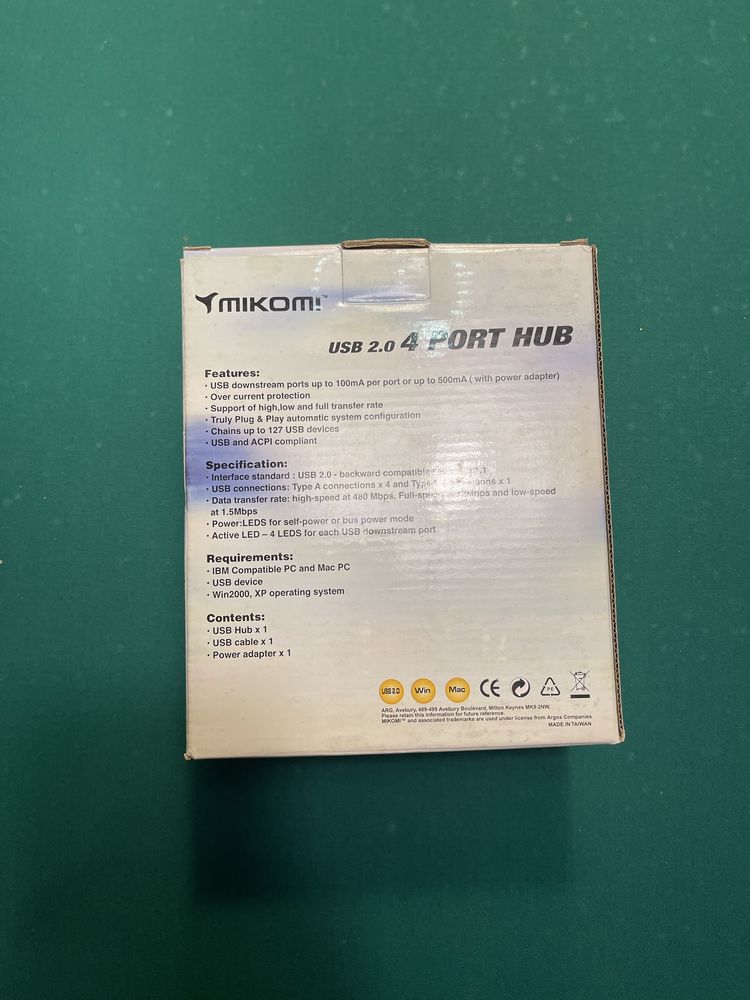 MIKOMI™
USB 2.0 4 PORT HUB
Features:
· USB downstream ports up to 100mA per port or up to 500mA ( with power adapter)
· Over current protection
· Support of high,low and full transfer rate
· Truly Plug & Play automatic system configuration
· Chains up to 127 USB devices
· USB and ACPI compliant
Specification:
· Interface standard : USB 2.0 - backward compatible
· USB connections: Type A connections x 4 and Type x 1
· Data transfer rate: high-speed at 480 Mbps, Full-speed and low-speed
at 1.5Mbps
· Power:LEDS for self-power or bus power mode
· Active LED – 4 LEDS for each USB downstream port
Requirements:
· IBM Compatible PC and Mac PC
· USB device
· Win2000, XP operating system
Contents:
· USB Hub x 1
· USB cable x 1
· Power adapter x 1
USB 2.0 Win Mac CE PE
ARG, Avebury, 489-499 Avebury Boulevard, Milton Keynes MK9 2NW.
Please retain this information for future reference.
MIKOMI™ and associated trademarks are used under license from Argos Companies
MADE IN TAIWAN